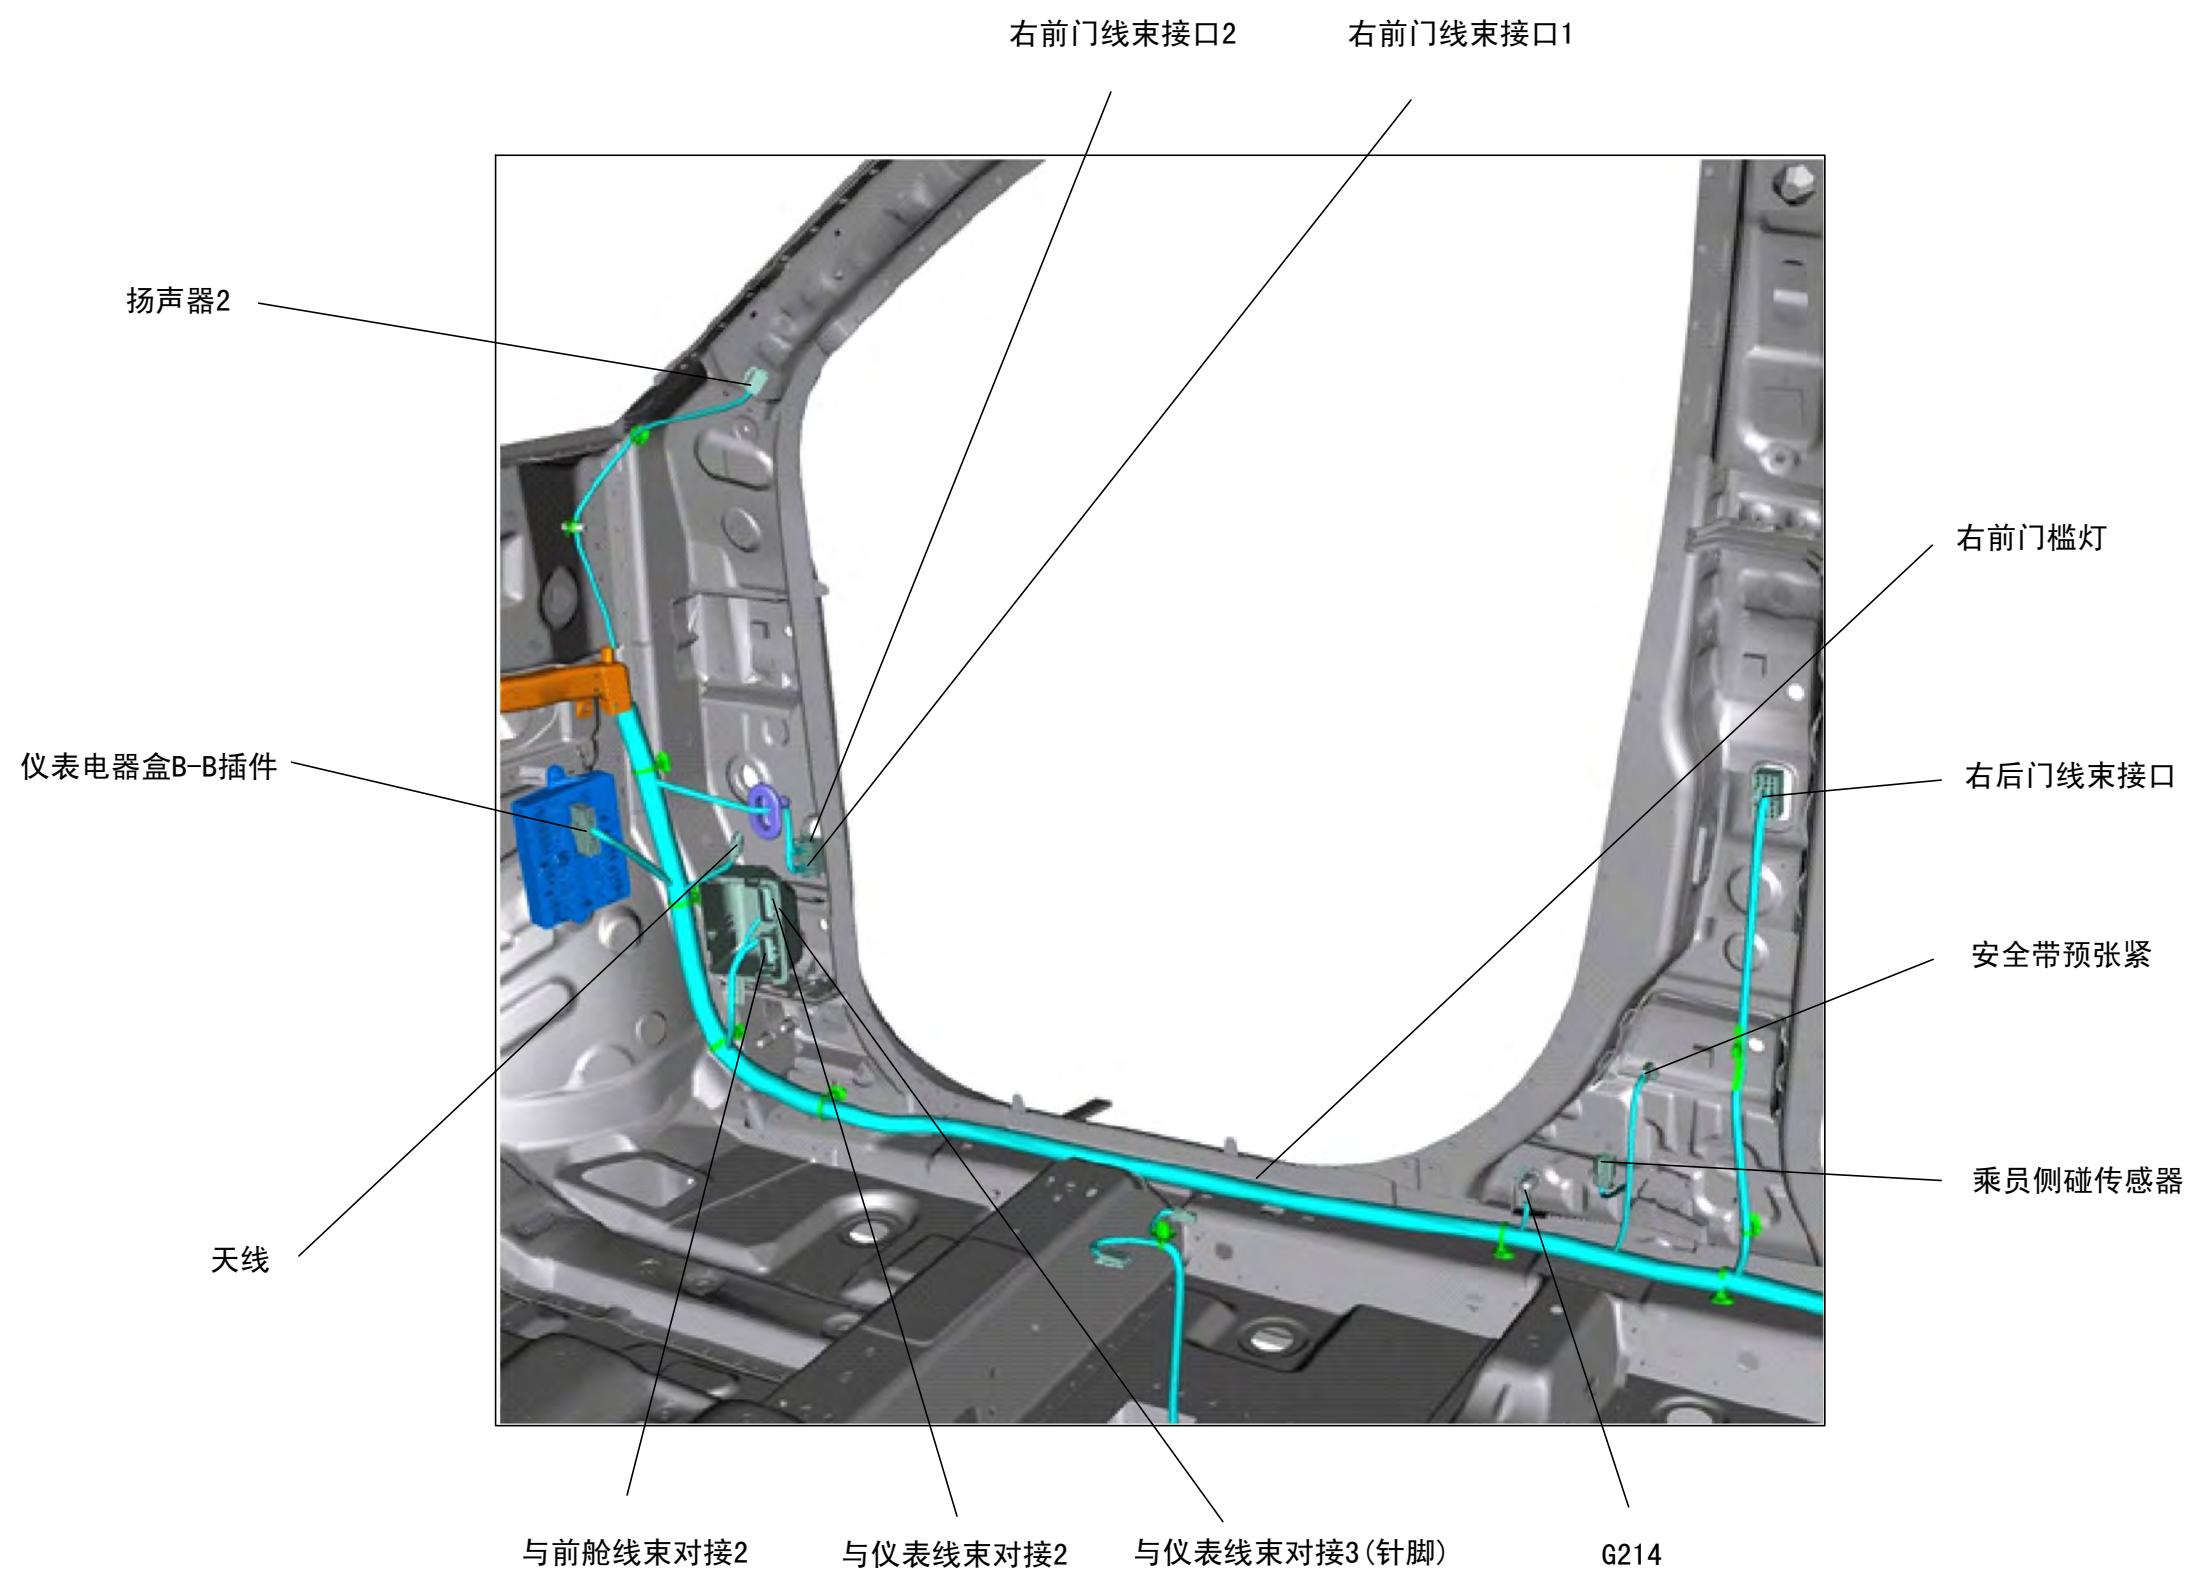 右前门线束接口2
右前门线束接口1
扬声器2
右前门槛灯
仪表电器盒B-B插件
右后门线束接口
安全带预张紧
乘员侧碰传感器
天线
与前舱线束对接2
与仪表线束对接2
与仪表线束对接3(针脚)
G214